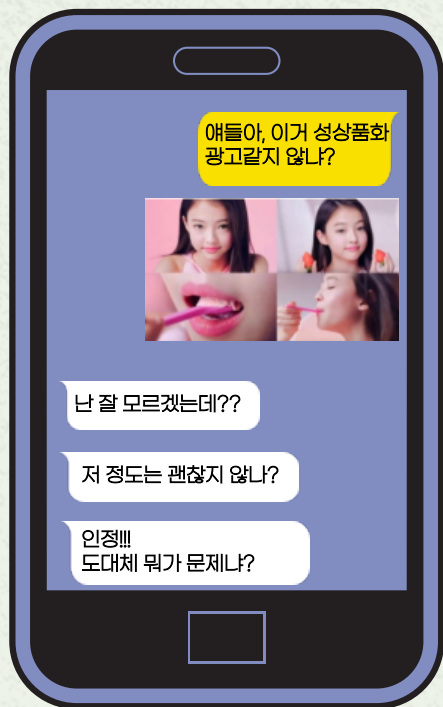 얘들아, 이거 성상품화
광고같지 않냐?
난 잘 모르겠는데??
저 정도는 괜찮지 않나?
인정!!!
도대체 뭐가 문제냐?